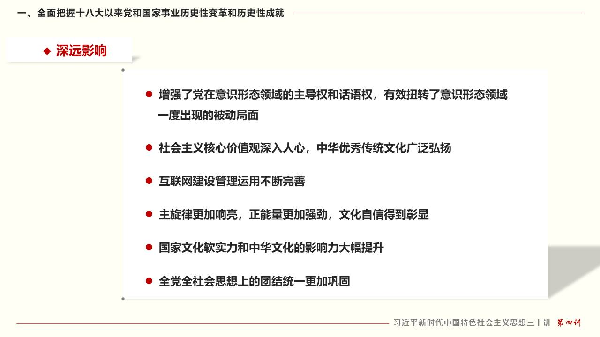 一、全面把握十八大以来党和国家事业历史性变革和历史性成就
深远影响
增强了党在意识形态领域的主导权和话语权，有效扭转了意识形态领域
一度出现的被动局面
社会主义核心价值观深入人心，中华优秀传统文化广泛弘扬
互联网建设管理运用不断完善
主旋律更加响亮，正能量更加强劲，文化自信得到彰显
国家文化软实力和中华文化的影响力大幅提升
全党全社会思想上的团结统一更加巩固
习近平新时代中国特色社会主义思想三十讲 第四讲